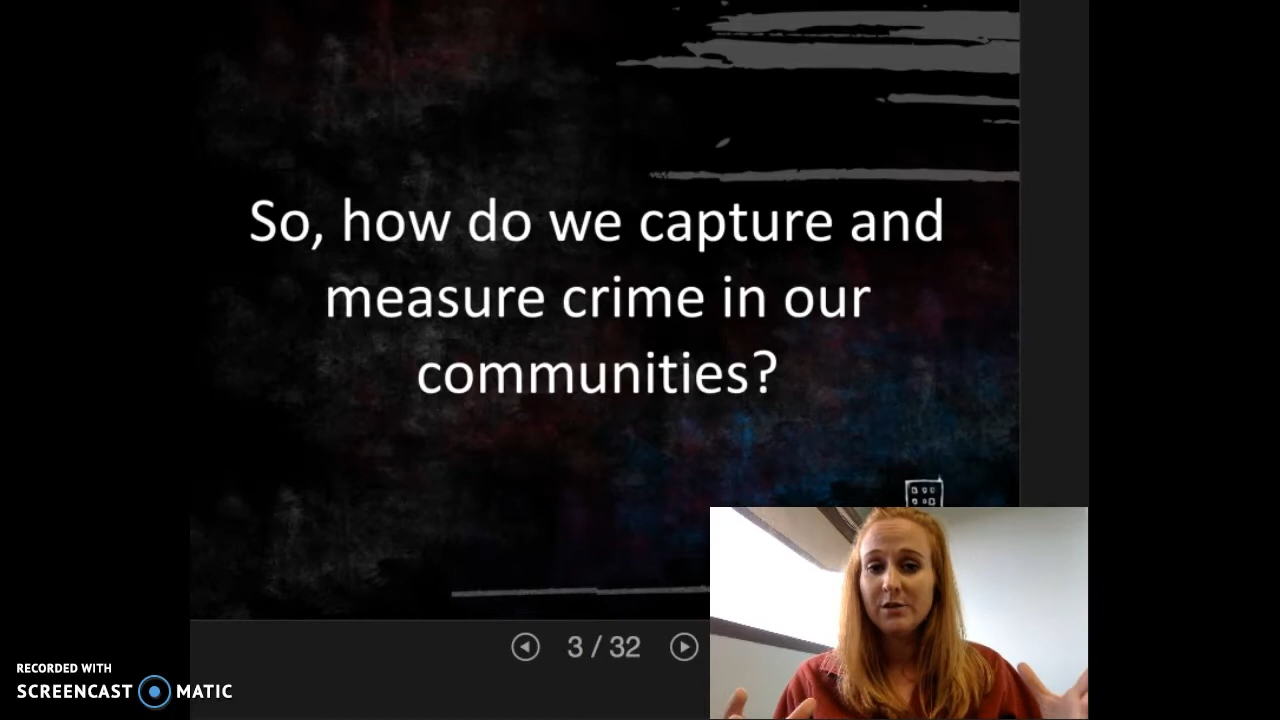 So, how do we capture and
measure crime in our
communities?
3 / 32
RECORDED WITH
SCREENCAST MATIC